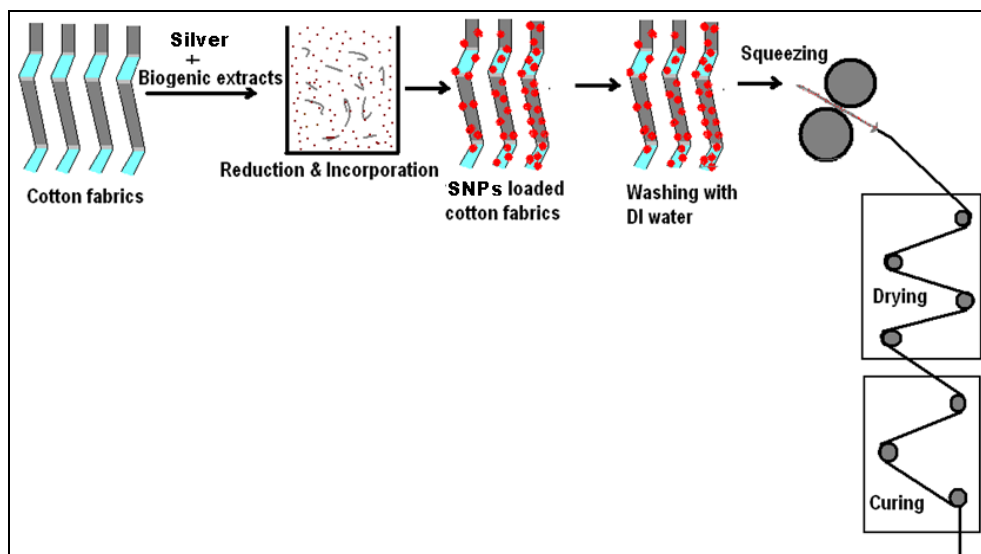 Silver
+
Biogenic extracts
Cotton fabrics
Reduction & Incorporation
SNPs loaded
cotton fabrics
Washing with
DI water
Squeezing
Drying
Curing